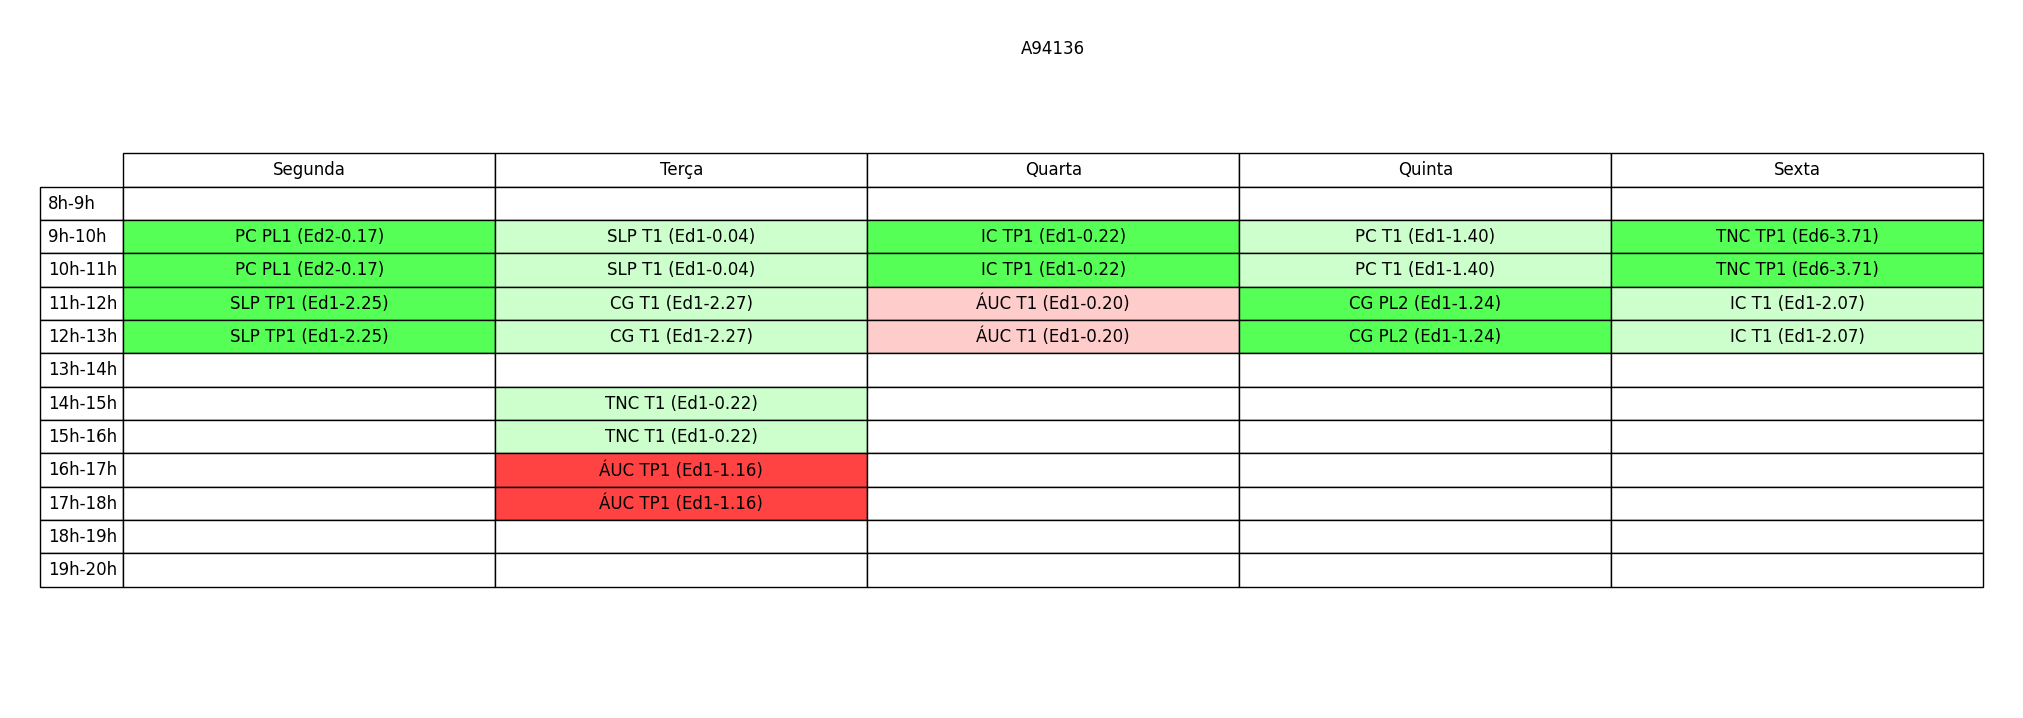 A94136
Segunda Terça Quarta Quinta Sexta
8h-9h
9h-10h PC PL1 (Ed2-0.17) SLP T1 (Ed1-0.04) IC TP1 (Ed1-0.22) PC T1 (Ed1-1.40) TNC TP1 (Ed6-3.71)
10h-11h PC PL1 (Ed2-0.17) SLP T1 (Ed1-0.04) IC TP1 (Ed1-0.22) PC T1 (Ed1-1.40) TNC TP1 (Ed6-3.71)
11h-12h SLP TP1 (Ed1-2.25) CG T1 (Ed1-2.27) ÁUC T1 (Ed1-0.20) CG PL2 (Ed1-1.24) IC T1 (Ed1-2.07)
12h-13h SLP TP1 (Ed1-2.25) CG T1 (Ed1-2.27) ÁUC T1 (Ed1-0.20) CG PL2 (Ed1-1.24) IC T1 (Ed1-2.07)
13h-14h
14h-15h TNC T1 (Ed1-0.22)
15h-16h TNC T1 (Ed1-0.22)
16h-17h ÁUC TP1 (Ed1-1.16)
17h-18h ÁUC TP1 (Ed1-1.16)
18h-19h
19h-20h